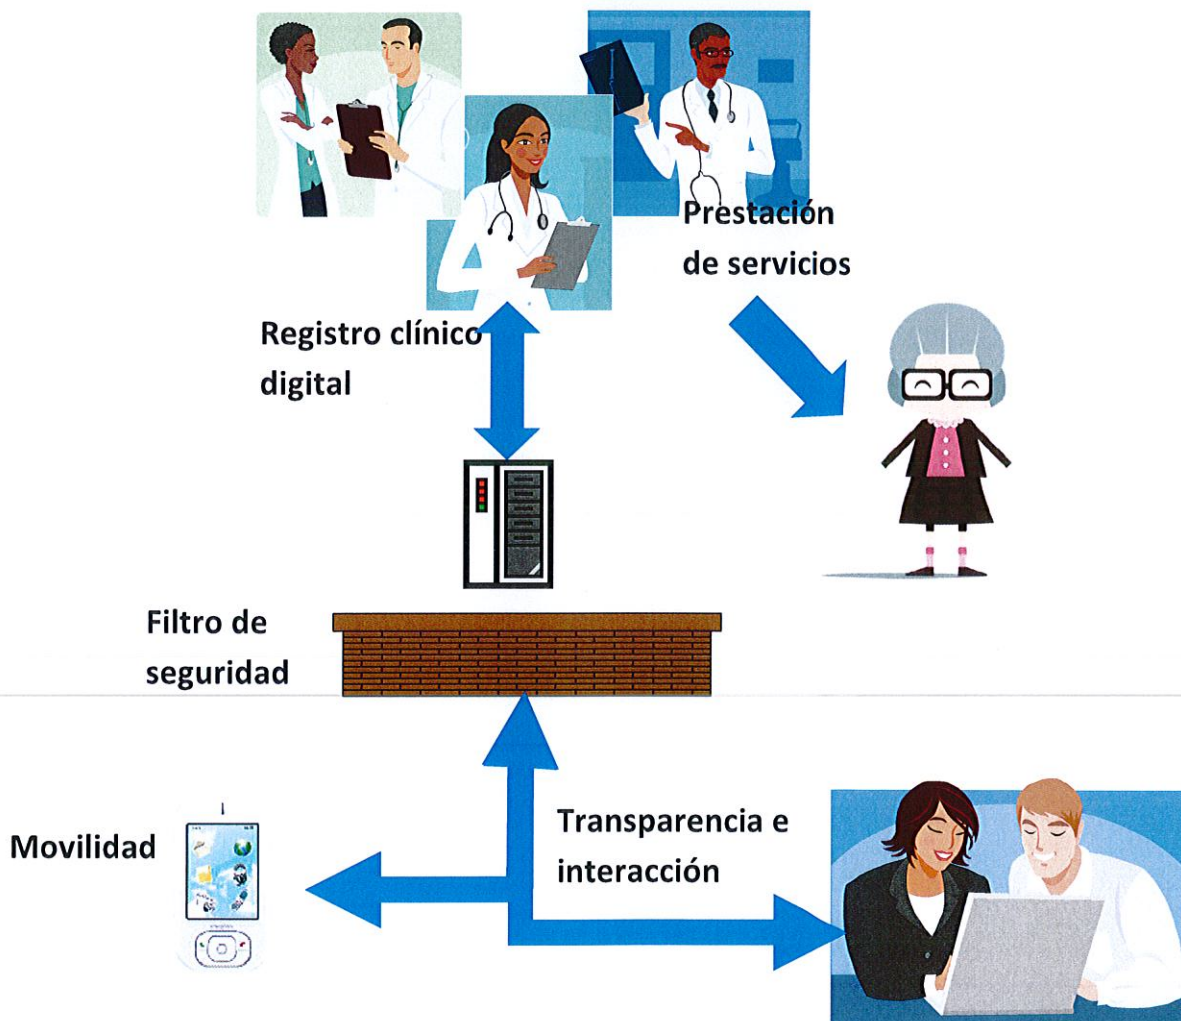 Prestación
de servicios
Registro clínico
digital
Filtro de
seguridad
Transparencia e
interacción
Movilidad